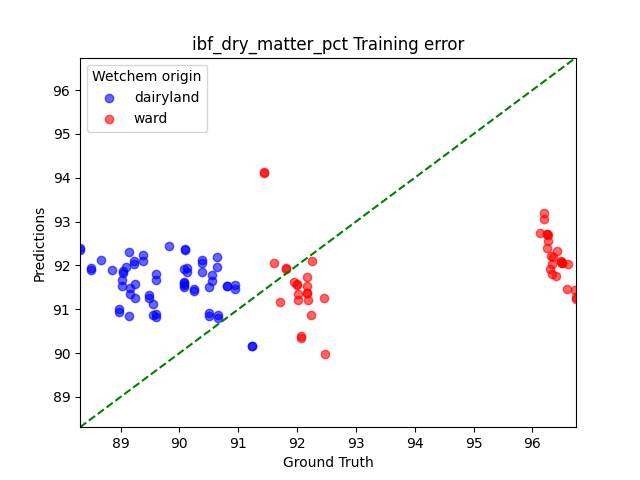 ibf_dry_matter_pct Training error
Wetchem origin
dairyland
ward
96
95
94
93
92
91
90
89
Predictions
89 90 91 92 93 94 95 96
Ground Truth